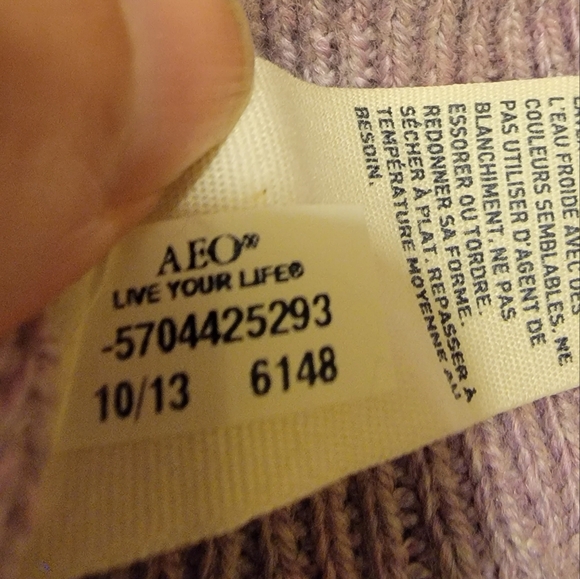 AEO®
LIVE YOUR LIFE®
-5704425293
10/13 6148
L'EAU FROIDE AVEC DES
COULEURS SEMBLABLES. NE
PAS UTILISER D'AGENT DE
BLANCHIMENT. NE PAS
ESSORER OU TORDRE.
REDONNER SA FORME.
SÉCHER À PLAT. REPASSER À
TEMPÉRATURE MOYENNE AU
BESOIN.